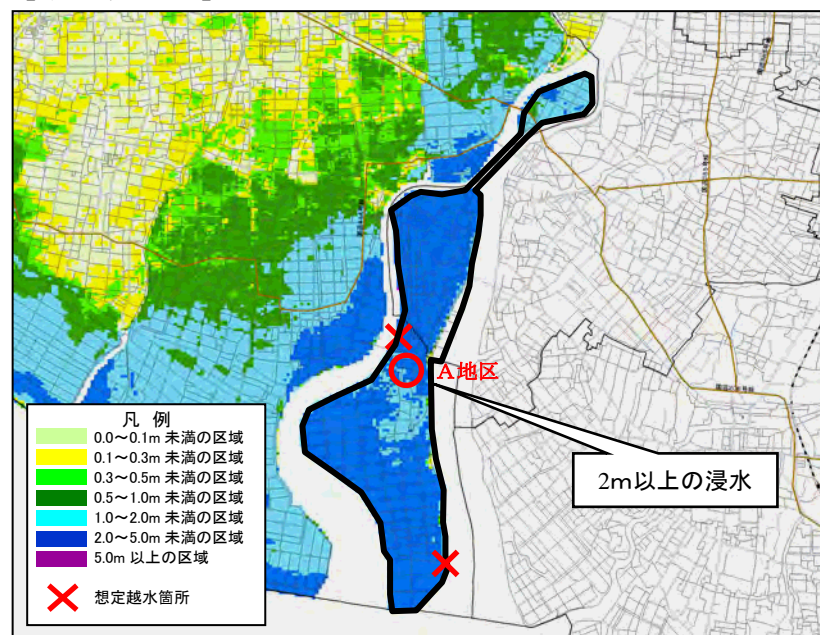 A地区
2m以上の浸水
凡 例
0.0～0.1m 未満の区域
0.1～0.3m 未満の区域
0.3～0.5m 未満の区域
0.5～1.0m 未満の区域
1.0～2.0m 未満の区域
2.0～5.0m 未満の区域
5.0m 以上の区域
想定越水箇所